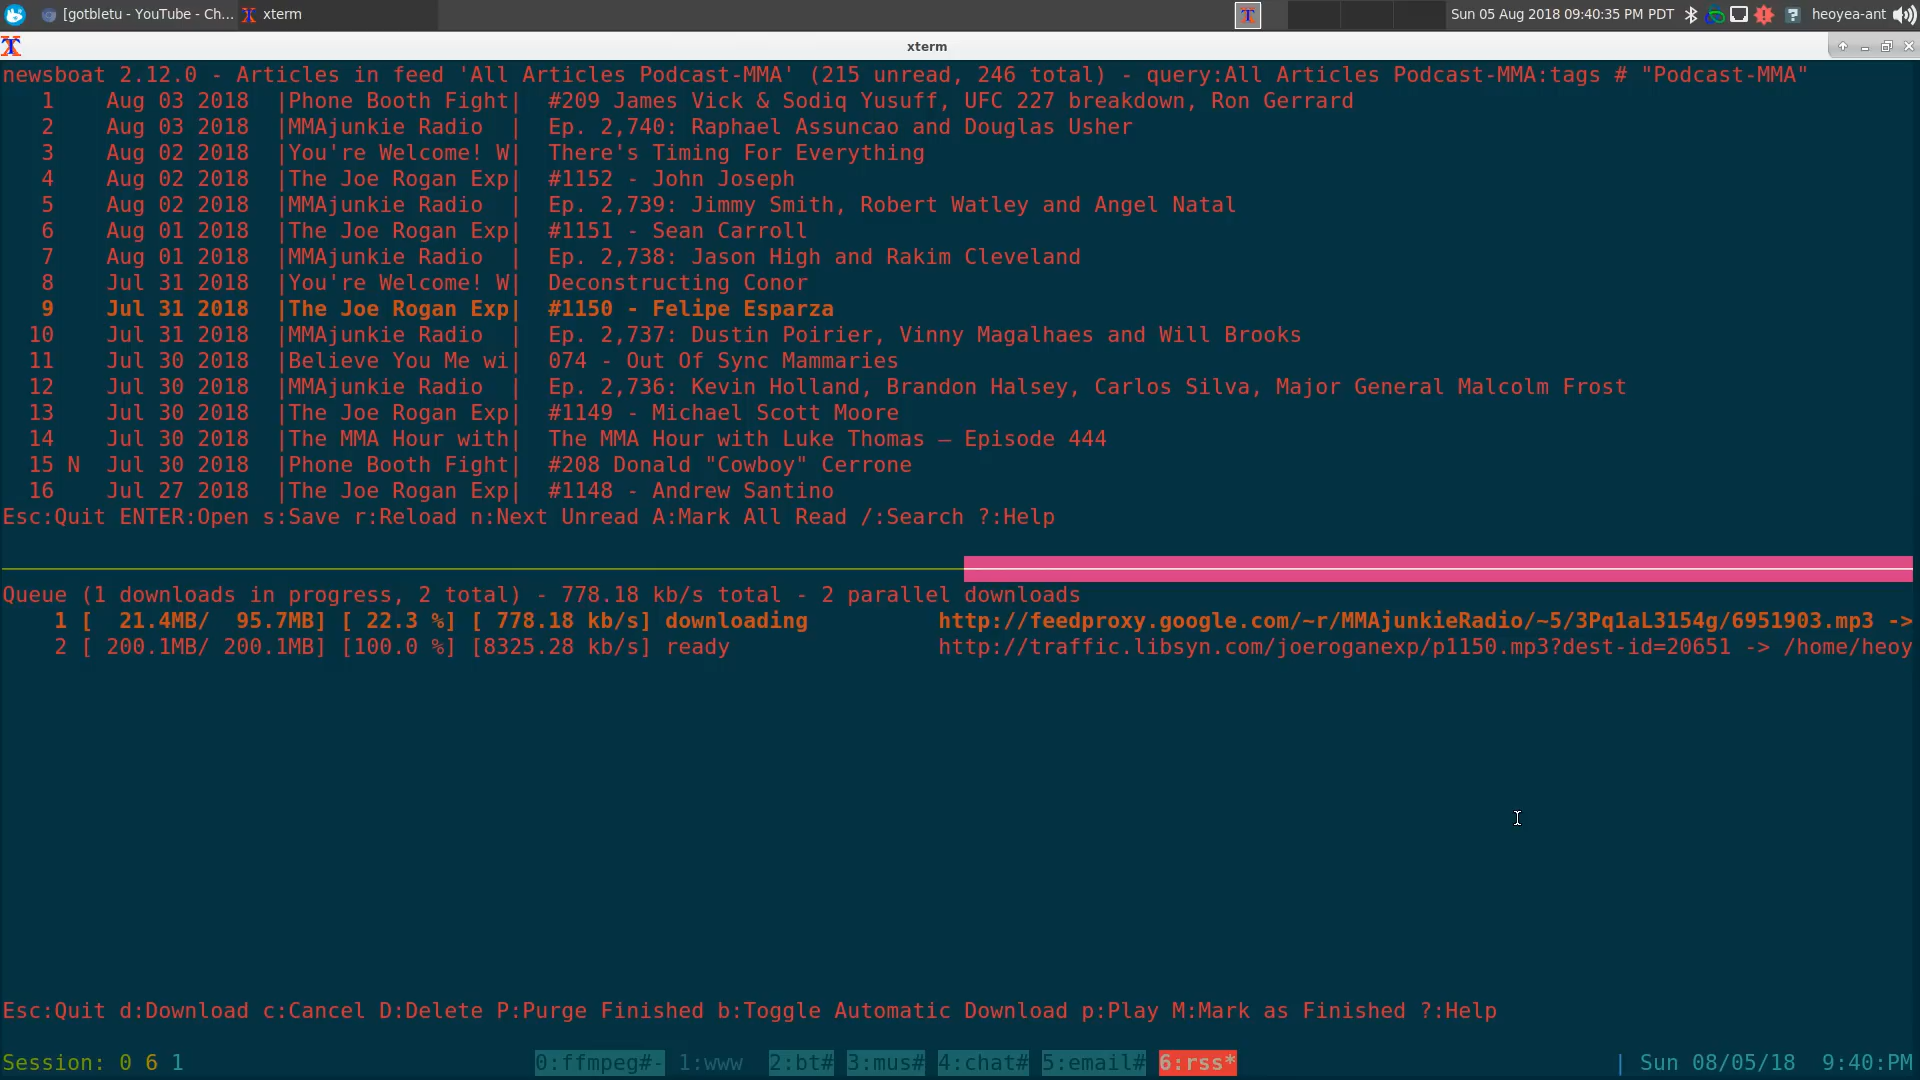 [gotbletu - YouTube - Ch... xterm Sun 05 Aug 2018 09:40:35 PM PDT heoyea-ant
xterm
newsboat 2.12.0 - Articles in feed 'All Articles Podcast-MMA' (215 unread, 246 total) - query:All Articles Podcast-MMA:tags # "Podcast-MMA"
1 Aug 03 2018 |Phone Booth Fight| #209 James Vick & Sodiq Yusuff, UFC 227 breakdown, Ron Gerrard
2 Aug 03 2018 |MMAjunkie Radio | Ep. 2,740: Raphael Assuncao and Douglas Usher
3 Aug 02 2018 |You're Welcome! W| There's Timing For Everything
4 Aug 02 2018 |The Joe Rogan Exp| #1152 - John Joseph
5 Aug 02 2018 |MMAjunkie Radio | Ep. 2,739: Jimmy Smith, Robert Watley and Angel Natal
6 Aug 01 2018 |The Joe Rogan Exp| #1151 - Sean Carroll
7 Aug 01 2018 |MMAjunkie Radio | Ep. 2,738: Jason High and Rakim Cleveland
8 Jul 31 2018 |You're Welcome! W| Deconstructing Conor
9 Jul 31 2018 |The Joe Rogan Exp| #1150 - Felipe Esparza
10 Jul 31 2018 |MMAjunkie Radio | Ep. 2,737: Dustin Poirier, Vinny Magalhaes and Will Brooks
11 Jul 30 2018 |Believe You Me wi| 074 - Out Of Sync Mammaries
12 Jul 30 2018 |MMAjunkie Radio | Ep. 2,736: Kevin Holland, Brandon Halsey, Carlos Silva, Major General Malcolm Frost
13 Jul 30 2018 |The Joe Rogan Exp| #1149 - Michael Scott Moore
14 Jul 30 2018 |The MMA Hour with| The MMA Hour with Luke Thomas – Episode 444
15 N Jul 30 2018 |Phone Booth Fight| #208 Donald "Cowboy" Cerrone
16 Jul 27 2018 |The Joe Rogan Exp| #1148 - Andrew Santino
Esc:Quit ENTER:Open s:Save r:Reload n:Next Unread A:Mark All Read /:Search ?:Help
Queue (1 downloads in progress, 2 total) - 778.18 kb/s total - 2 parallel downloads
1 [ 21.4MB/ 95.7MB] [ 22.3 %] [ 778.18 kb/s] downloading http://feedproxy.google.com/~r/MMAjunkieRadio/~5/3Pq1aL3154g/6951903.mp3 ->
2 [ 200.1MB/ 200.1MB] [100.0 %] [8325.28 kb/s] ready http://traffic.libsyn.com/joeroganexp/p1150.mp3?dest-id=20651 -> /home/heoy
Esc:Quit d:Download c:Cancel D:Delete P:Purge Finished b:Toggle Automatic Download p:Play M:Mark as Finished ?:Help
Session: 0 6 1 0:ffmpeg#- 1:www 2:bt# 3:mus# 4:chat# 5:email# 6:rss* | Sun 08/05/18 9:40:PM